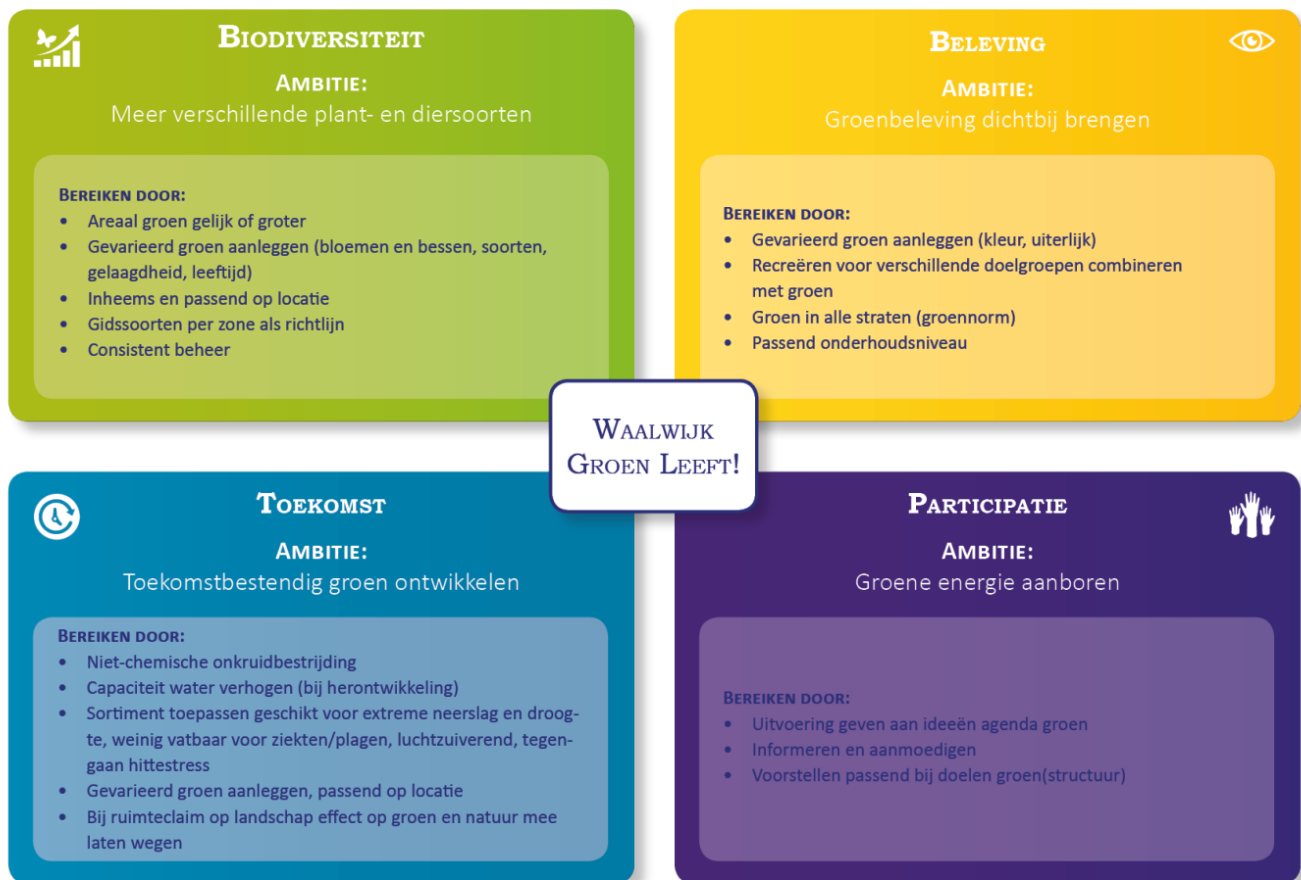 BIODIVERSITEIT
AMBITIE:
Meer verschillende plant- en diersoorten
BEREIKEN DOOR:
• Areaal groen gelijk of groter
• Gevarieerd groen aanleggen (bloemen en bessen, soorten,
gelaagdheid, leeftijd)
• Inheems en passend op locatie
• Gidssoorten per zone als richtlijn
• Consistent beheer
BELEVING
AMBITIE:
Groenbeleving dichtbij brengen
BEREIKEN DOOR:
• Gevarieerd groen aanleggen (kleur, uiterlijk)
• Recreëren voor verschillende doelgroepen combineren
met groen
• Groen in alle straten (groennorm)
• Passend onderhoudsniveau
WAALWIJK
GROEN LEEFT!
TOEKOMST
AMBITIE:
Toekomstbestendig groen ontwikkelen
BEREIKEN DOOR:
• Niet-chemische onkruidbestrijding
• Capaciteit water verhogen (bij herontwikkeling)
• Sortiment toepassen geschikt voor extreme neerslag en droog-
te, weinig vatbaar voor ziekten/plagen, luchtzuiverend, tegen-
gaan hittestress
• Gevarieerd groen aanleggen, passend op locatie
• Bij ruimteclaim op landschap effect op groen en natuur mee
laten wegen
PARTICIPATIE
AMBITIE:
Groene energie aanboren
BEREIKEN DOOR:
• Uitvoering geven aan ideeën agenda groen
• Informeren en aanmoedigen
• Voorstellen passend bij doelen groen(structuur)